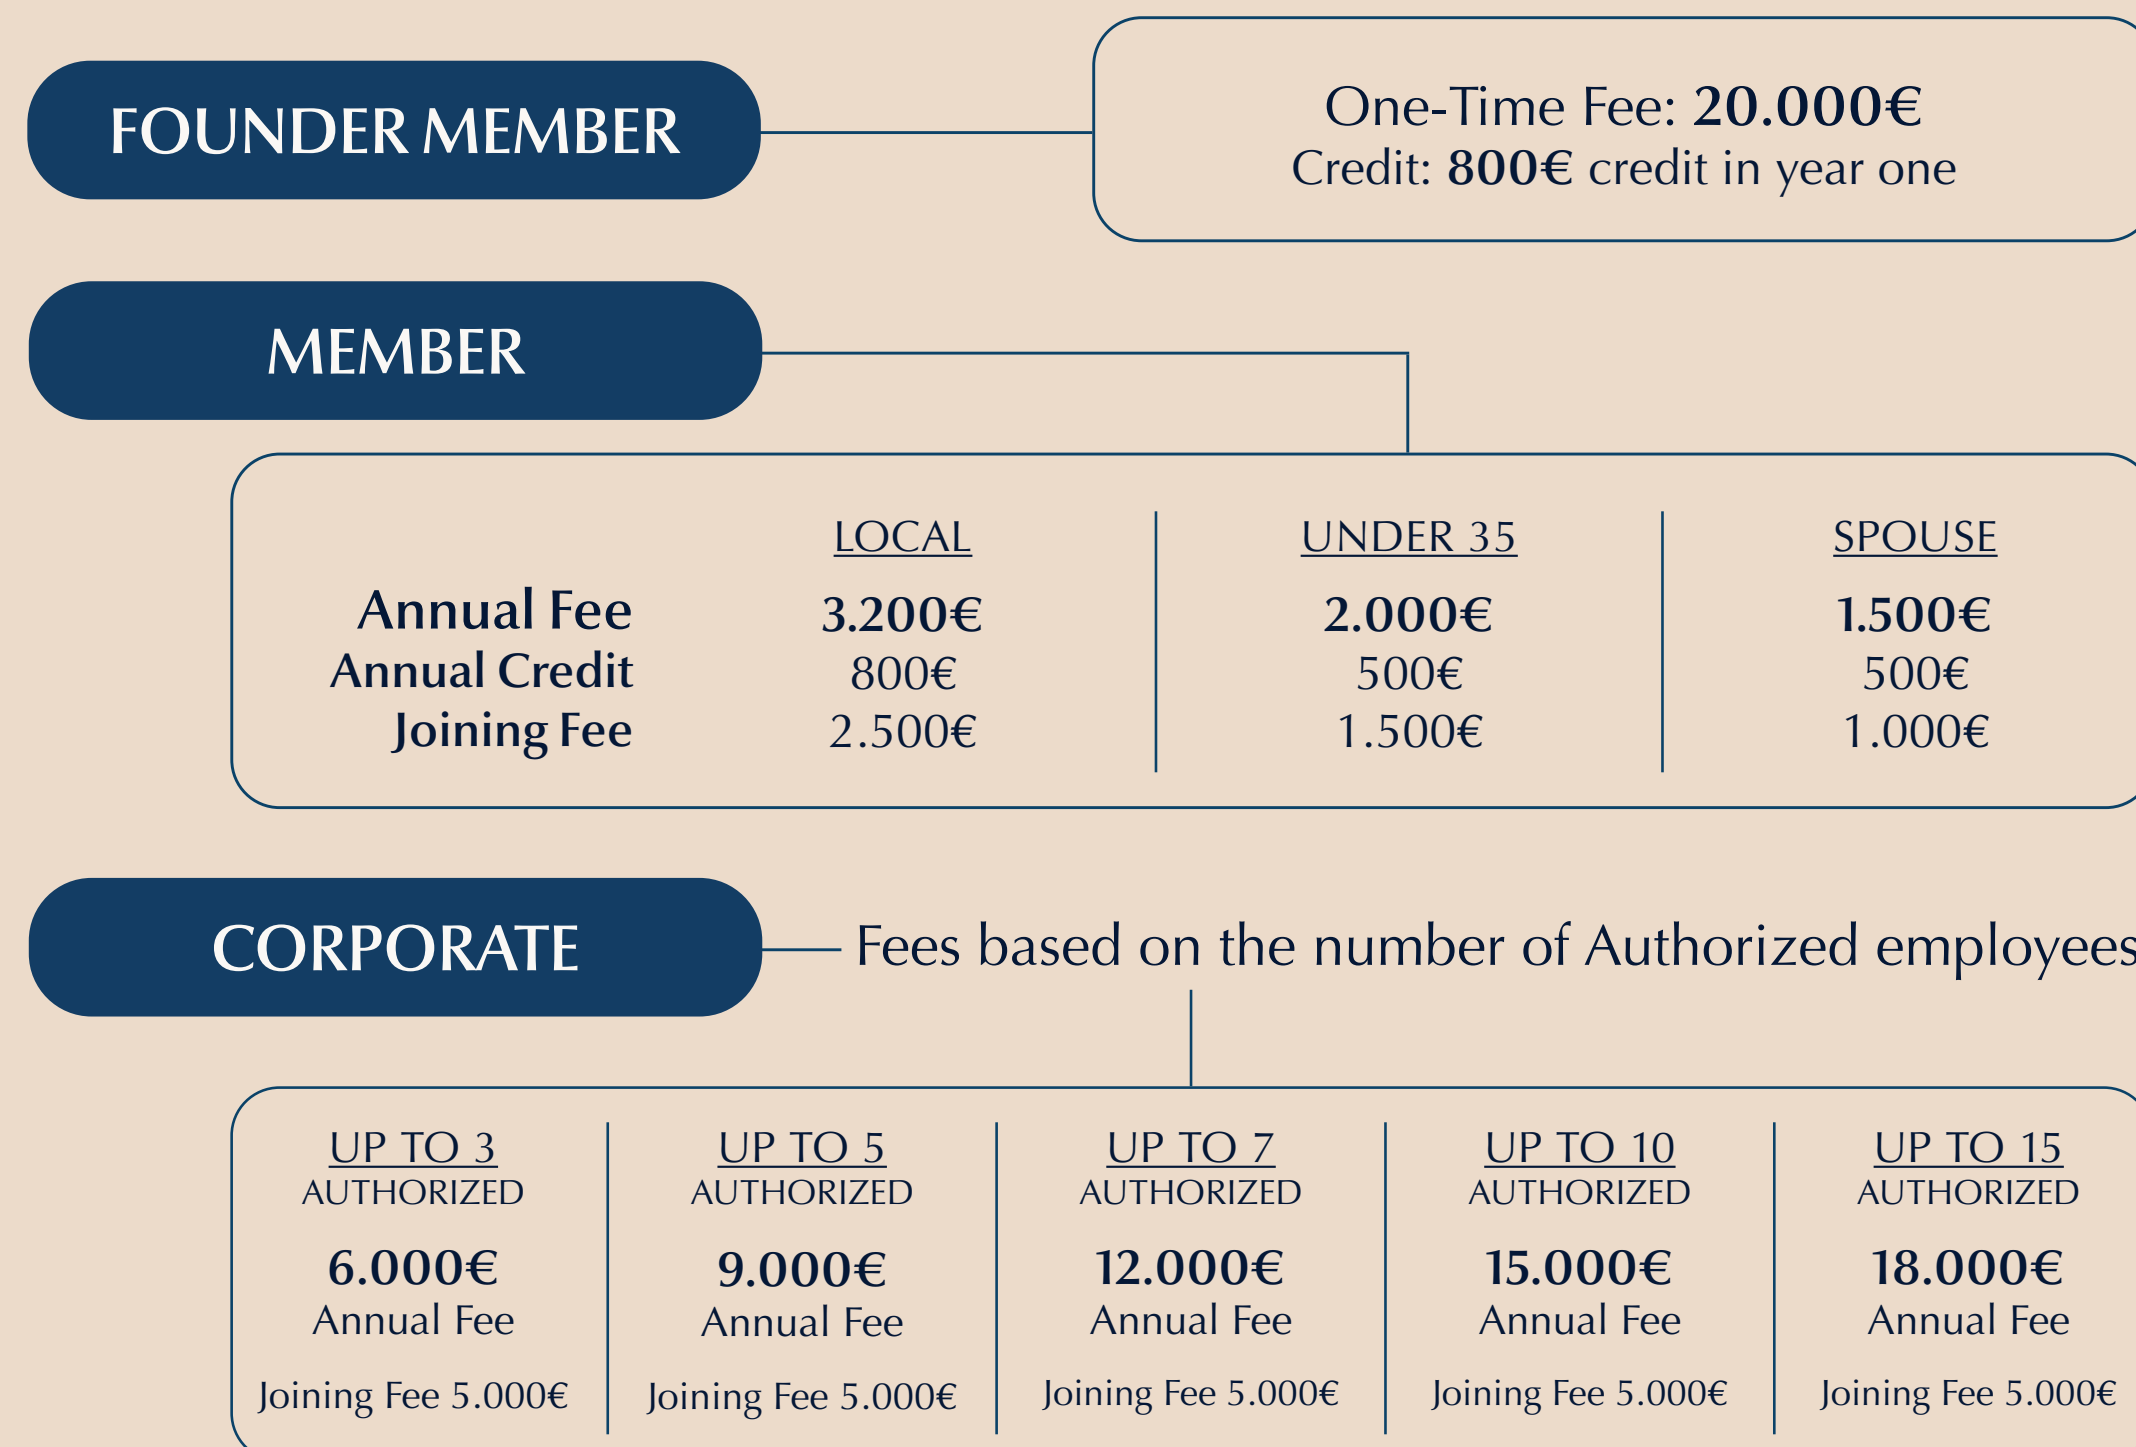 FOUNDER MEMBER
One-Time Fee: 20.000€
Credit: 800€ credit in year one
MEMBER
LOCAL UNDER 35 SPOUSE
Annual Fee 3.200€ 2.000€ 1.500€
Annual Credit 800€ 500€ 500€
Joining Fee 2.500€ 1.500€ 1.000€
CORPORATE
Fees based on the number of Authorized employees
UP TO 3 UP TO 5 UP TO 7 UP TO 10 UP TO 15
AUTHORIZED AUTHORIZED AUTHORIZED AUTHORIZED AUTHORIZED
6.000€ 9.000€ 12.000€ 15.000€ 18.000€
Annual Fee Annual Fee Annual Fee Annual Fee Annual Fee
Joining Fee 5.000€ Joining Fee 5.000€ Joining Fee 5.000€ Joining Fee 5.000€ Joining Fee 5.000€